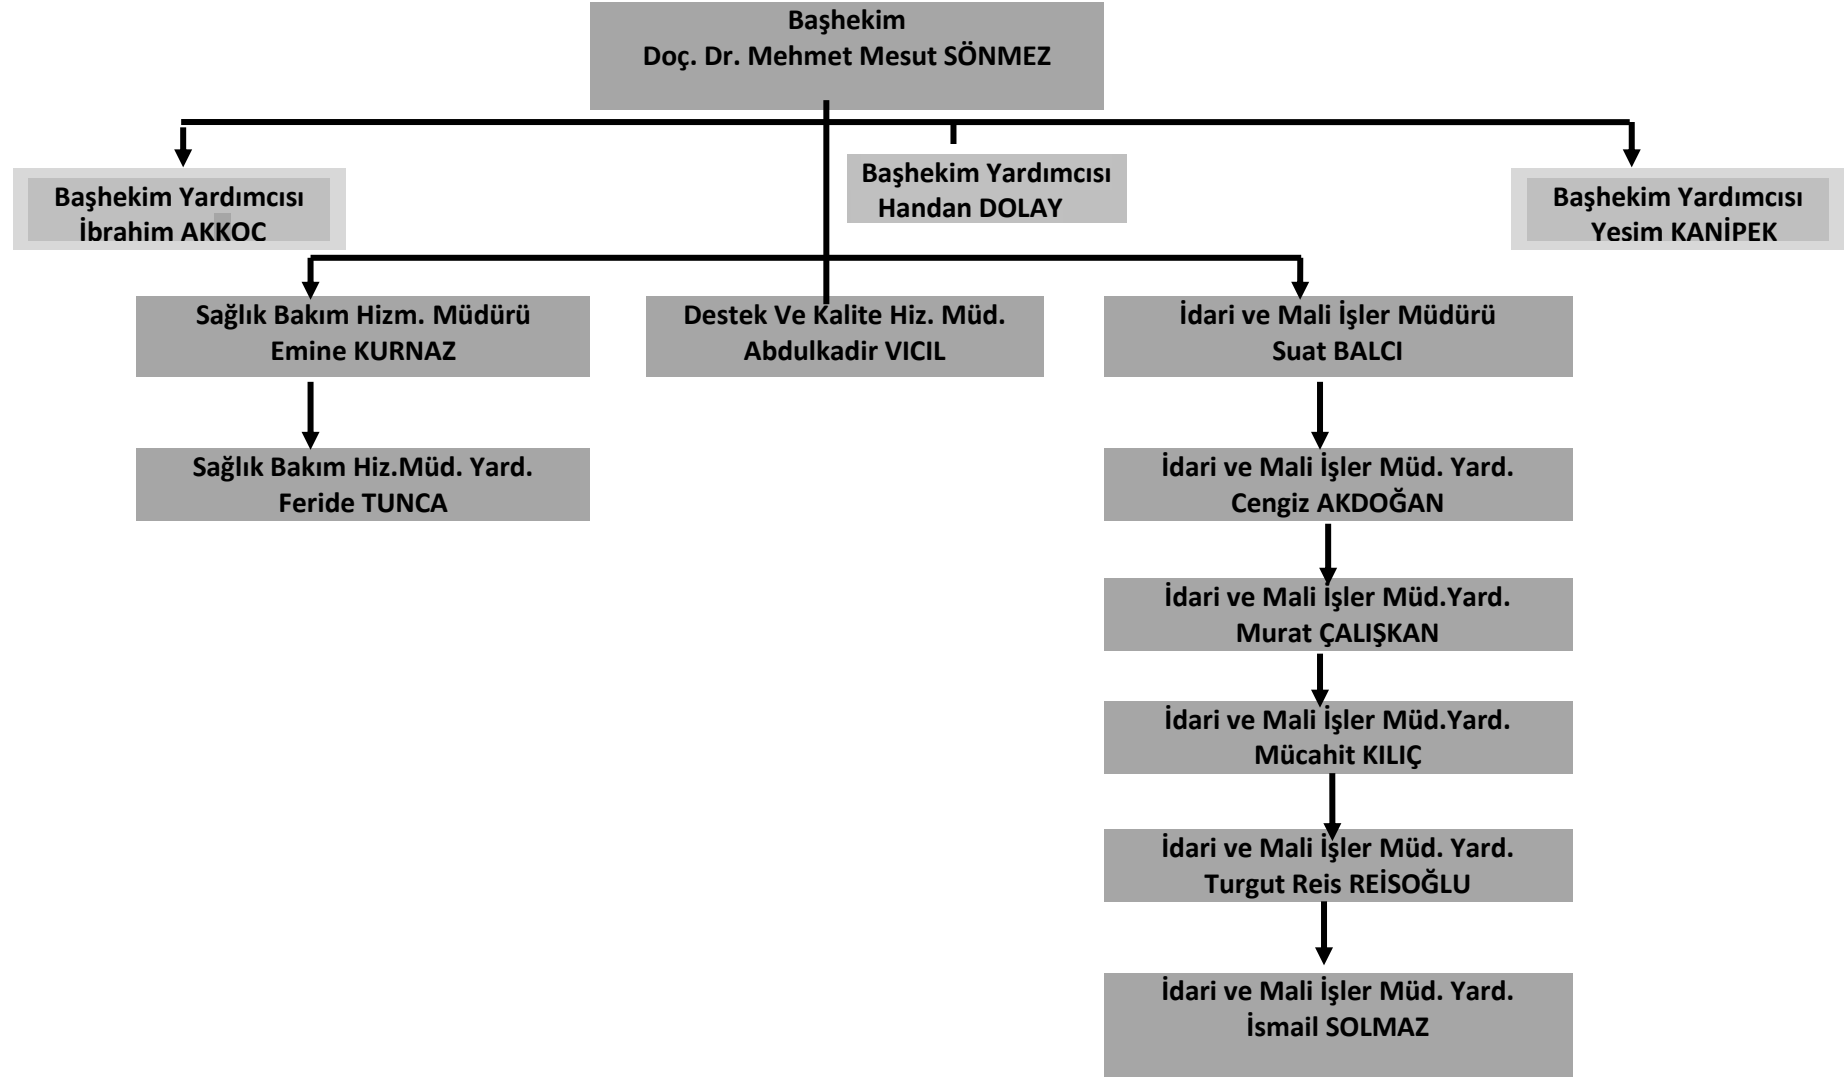 Başhekim
Doç. Dr. Mehmet Mesut SÖNMEZ
Başhekim Yardımcısı
İbrahim AKKOC
Başhekim Yardımcısı
Handan DOLAY
Başhekim Yardımcısı
Yesim KANİPEK
Sağlık Bakım Hizm. Müdürü
Emine KURNAZ
Destek Ve Kalite Hiz. Müd.
Abdulkadir VICIL
İdari ve Mali İşler Müdürü
Suat BALCI
Sağlık Bakım Hiz.Müd. Yard.
Feride TUNCA
İdari ve Mali İşler Müd. Yard.
Cengiz AKDOĞAN
İdari ve Mali İşler Müd.Yard.
Murat ÇALIŞKAN
İdari ve Mali İşler Müd.Yard.
Mücahit KILIÇ
İdari ve Mali İşler Müd. Yard.
Turgut Reis REİSOĞLU
İdari ve Mali İşler Müd. Yard.
İsmail SOLMAZ